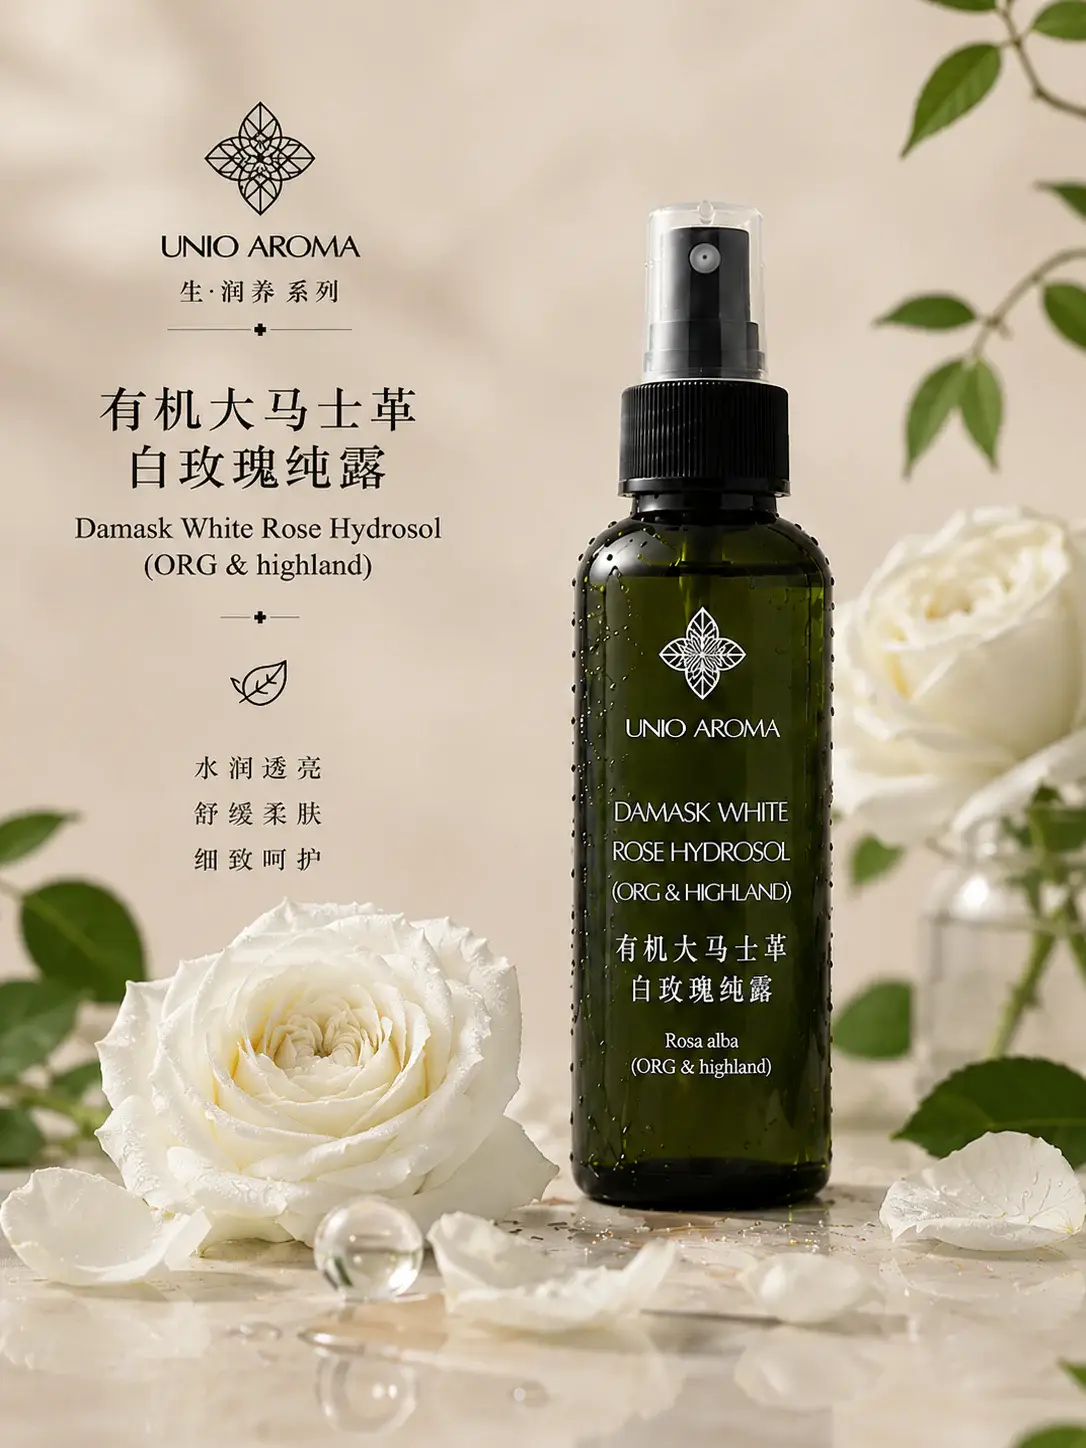 UNIO AROMA
生·润养 系列
有机大马士革
白玫瑰纯露
Damask White Rose Hydrosol
(ORG & highland)
水润透亮
舒缓柔肤
细致呵护
UNIO AROMA
DAMASK WHITE
ROSE HYDROSOL
(ORG & HIGHLAND)
有机大马士革
白玫瑰纯露
Rosa alba
(ORG & highland)